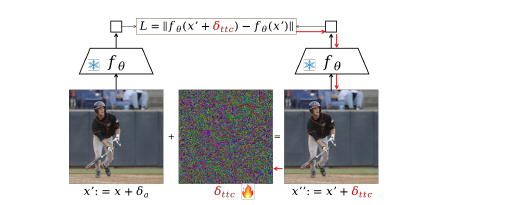 L = ‖f_θ(x′ + δ_ttc) − f_θ(x′)‖
f_θ
f_θ
+
=
x′: = x + δ_a
δ_ttc
x′′: = x′ + δ_ttc